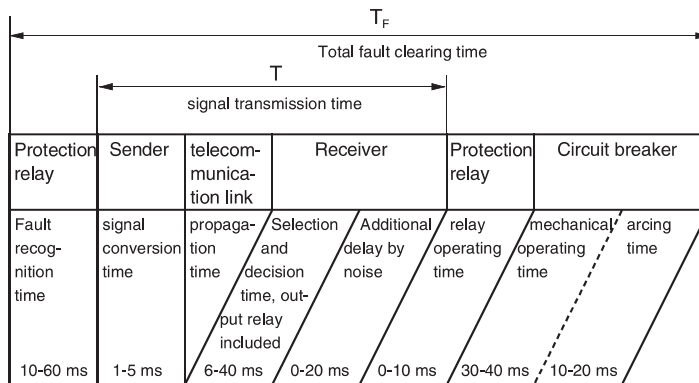 TF
Total fault clearing time
T
signal transmission time
Protection
relay
Sender
telecom-
munica-
tion link
Receiver
Protection
relay
Circuit breaker
Fault
recog-
nition
time
signal
conversion
time
propaga-
tion
time
Selection
and
decision
time, out-
put relay
included
Additional
delay by
noise
relay
operating
time
mechanical
operating
time
arcing
time
10-60 ms
1-5 ms
6-40 ms
0-20 ms
0-10 ms
30-40 ms
10-20 ms